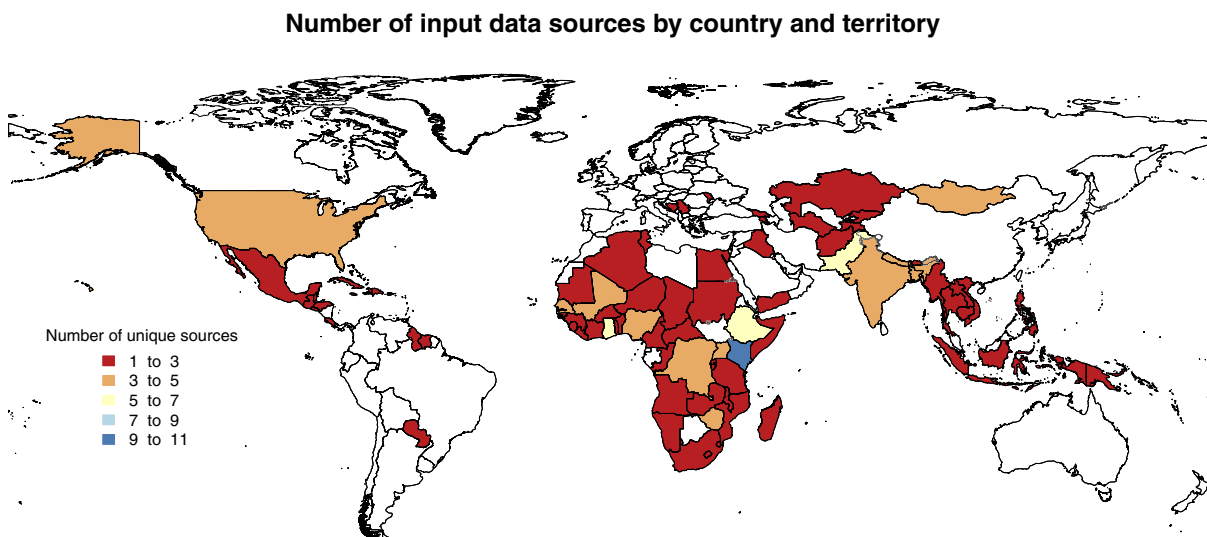 Number of input data sources by country and territory
Number of unique sources
1 to 3
3 to 5
5 to 7
7 to 9
9 to 11